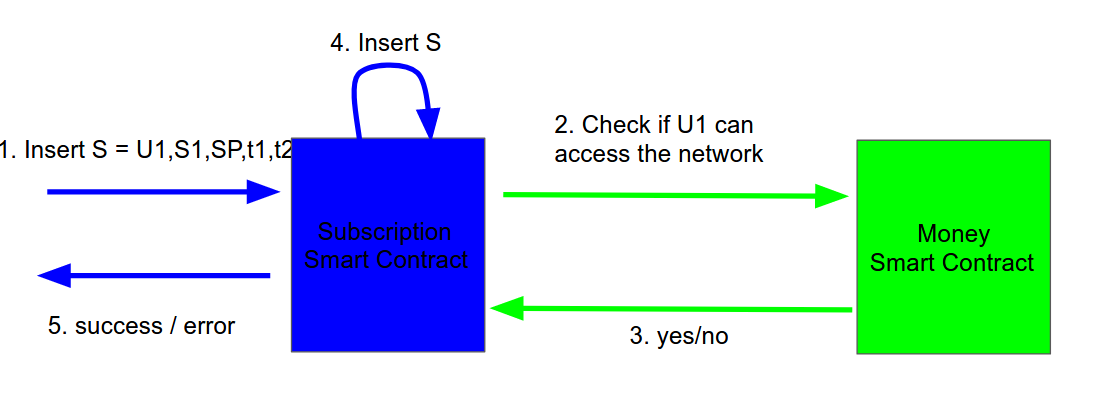 4. Insert S
1. Insert S = U1,S1,SP,t1,t2
2. Check if U1 can
access the network
Subscription
Smart Contract
Money
Smart Contract
5. success / error
3. yes/no